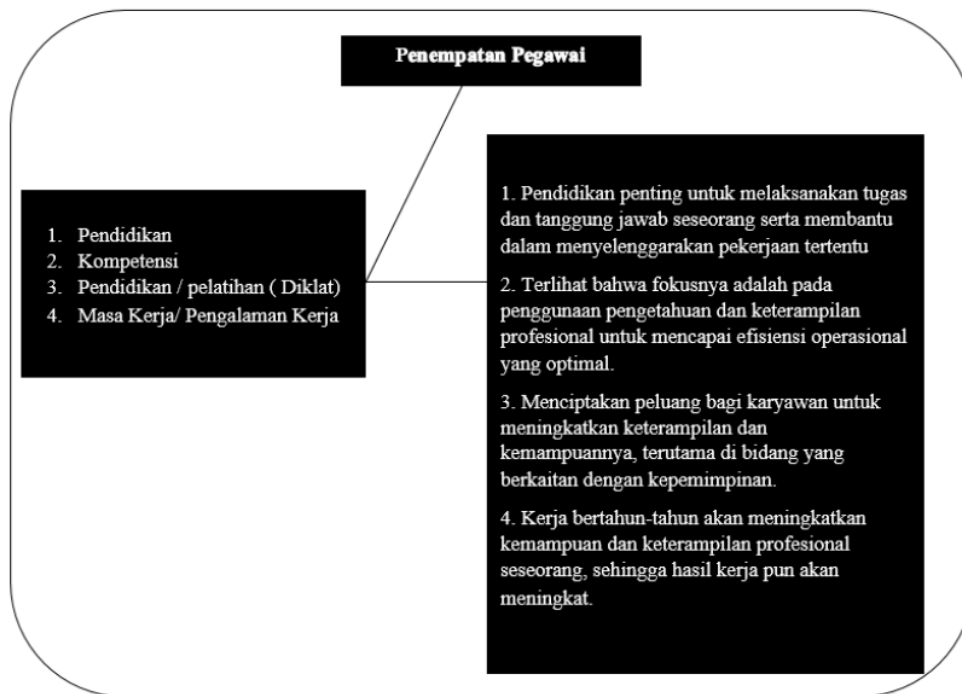 Penempatan Pegawai
1. Pendidikan
2. Kompetensi
3. Pendidikan / pelatihan ( Diklat)
4. Masa Kerja/ Pengalaman Kerja
1. Pendidikan penting untuk melaksanakan tugas
dan tanggung jawab seseorang serta membantu
dalam menyelenggarakan pekerjaan tertentu
2. Terlihat bahwa fokusnya adalah pada
penggunaan pengetahuan dan keterampilan
profesional untuk mencapai efisiensi operasional
yang optimal.
3. Menciptakan peluang bagi karyawan untuk
meningkatkan keterampilan dan
kemampuannya, terutama di bidang yang
berkaitan dengan kepemimpinan.
4. Kerja bertahun-tahun akan meningkatkan
kemampuan dan keterampilan profesional
seseorang, sehingga hasil kerja pun akan
meningkat.